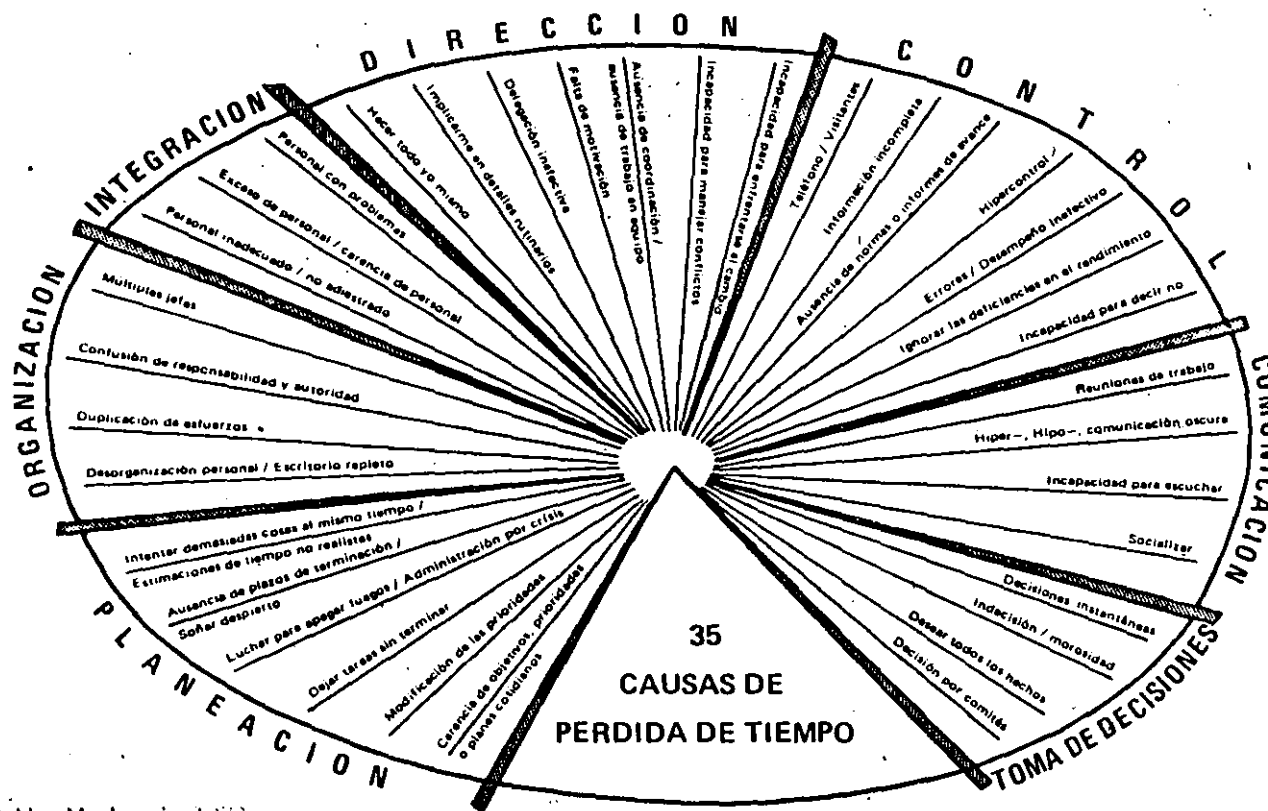 PLANEACION
Carencia de objetivos, prioridades
o planes cotidianos
Modificación de las prioridades
Dejar tareas sin terminar
Luchar para apagar fuegos / Administración por crisis
Ausencia de plazos de terminación /
Soñar despierto
Intentar demasiadas cosas al mismo tiempo /
Estimaciones de tiempo no realistas
ORGANIZACION
Desorganización personal / Escritorio repleto
Duplicación de esfuerzos
Confusión de responsabilidad y autoridad
Múltiples jefes
INTEGRACION
Personal inadecuado / no adiestrado
Exceso de personal / carencia de personal
Personal con problemas
DIRECCION
Hacer todo yo mismo
Implicarme en detalles rutinarios
Delegación inefectiva
Falta de motivación
Ausencia de coordinación /
ausencia de trabajo en equipo
Incapacidad para manejar conflictos
Incapacidad para enfrentarse al cambio
CONTROL
Teléfono / Visitantes
Información incompleta
Ausencia de normas o informes de avance
Hipercontrol /
Errores / Desempeño inefectivo
Ignorar las deficiencias en el rendimiento
Incapacidad para decir no
COMUNICACION
Reuniones de trabajo
Hiper-, Hipo-, comunicación oscura
Incapacidad para escuchar
Socializar
TOMA DE DECISIONES
Decisiones instantáneas
Indecisión / morosidad
Desear todos los hechos
Decisión por comités
35
CAUSAS DE
PERDIDA DE TIEMPO